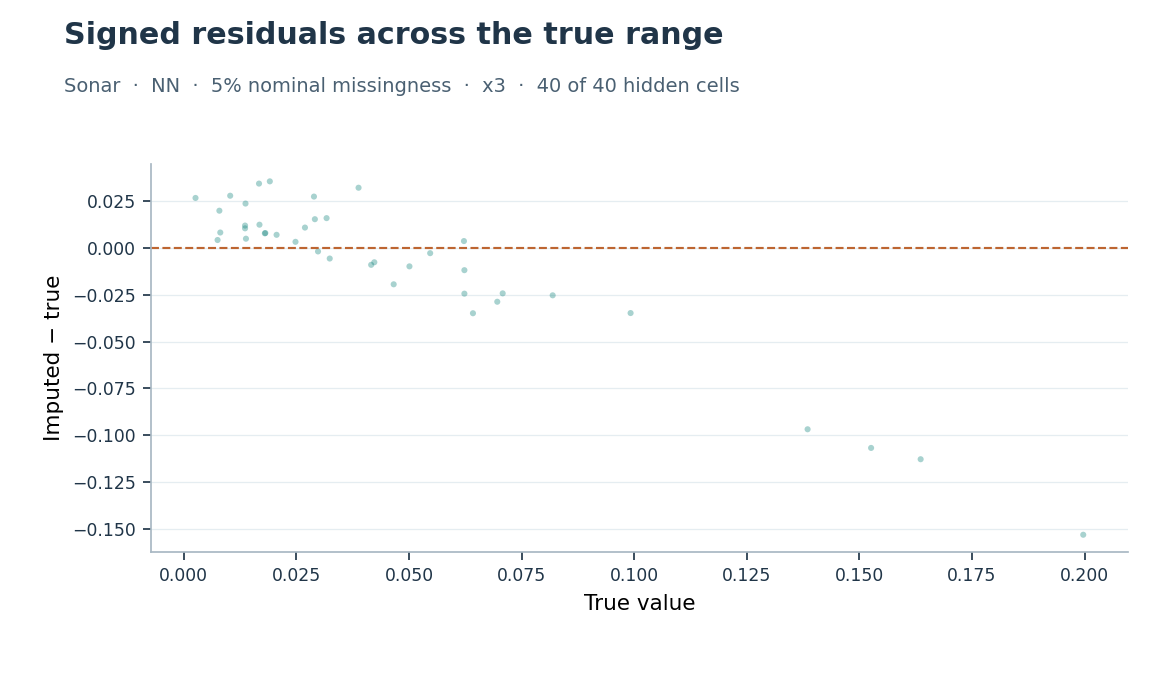 Signed residuals across the true range
Sonar · NN · 5% nominal missingness · x3 · 40 of 40 hidden cells
Imputed − true
0.025
0.000
−0.025
−0.050
−0.075
−0.100
−0.125
−0.150
0.000 0.025 0.050 0.075 0.100 0.125 0.150 0.175 0.200
True value